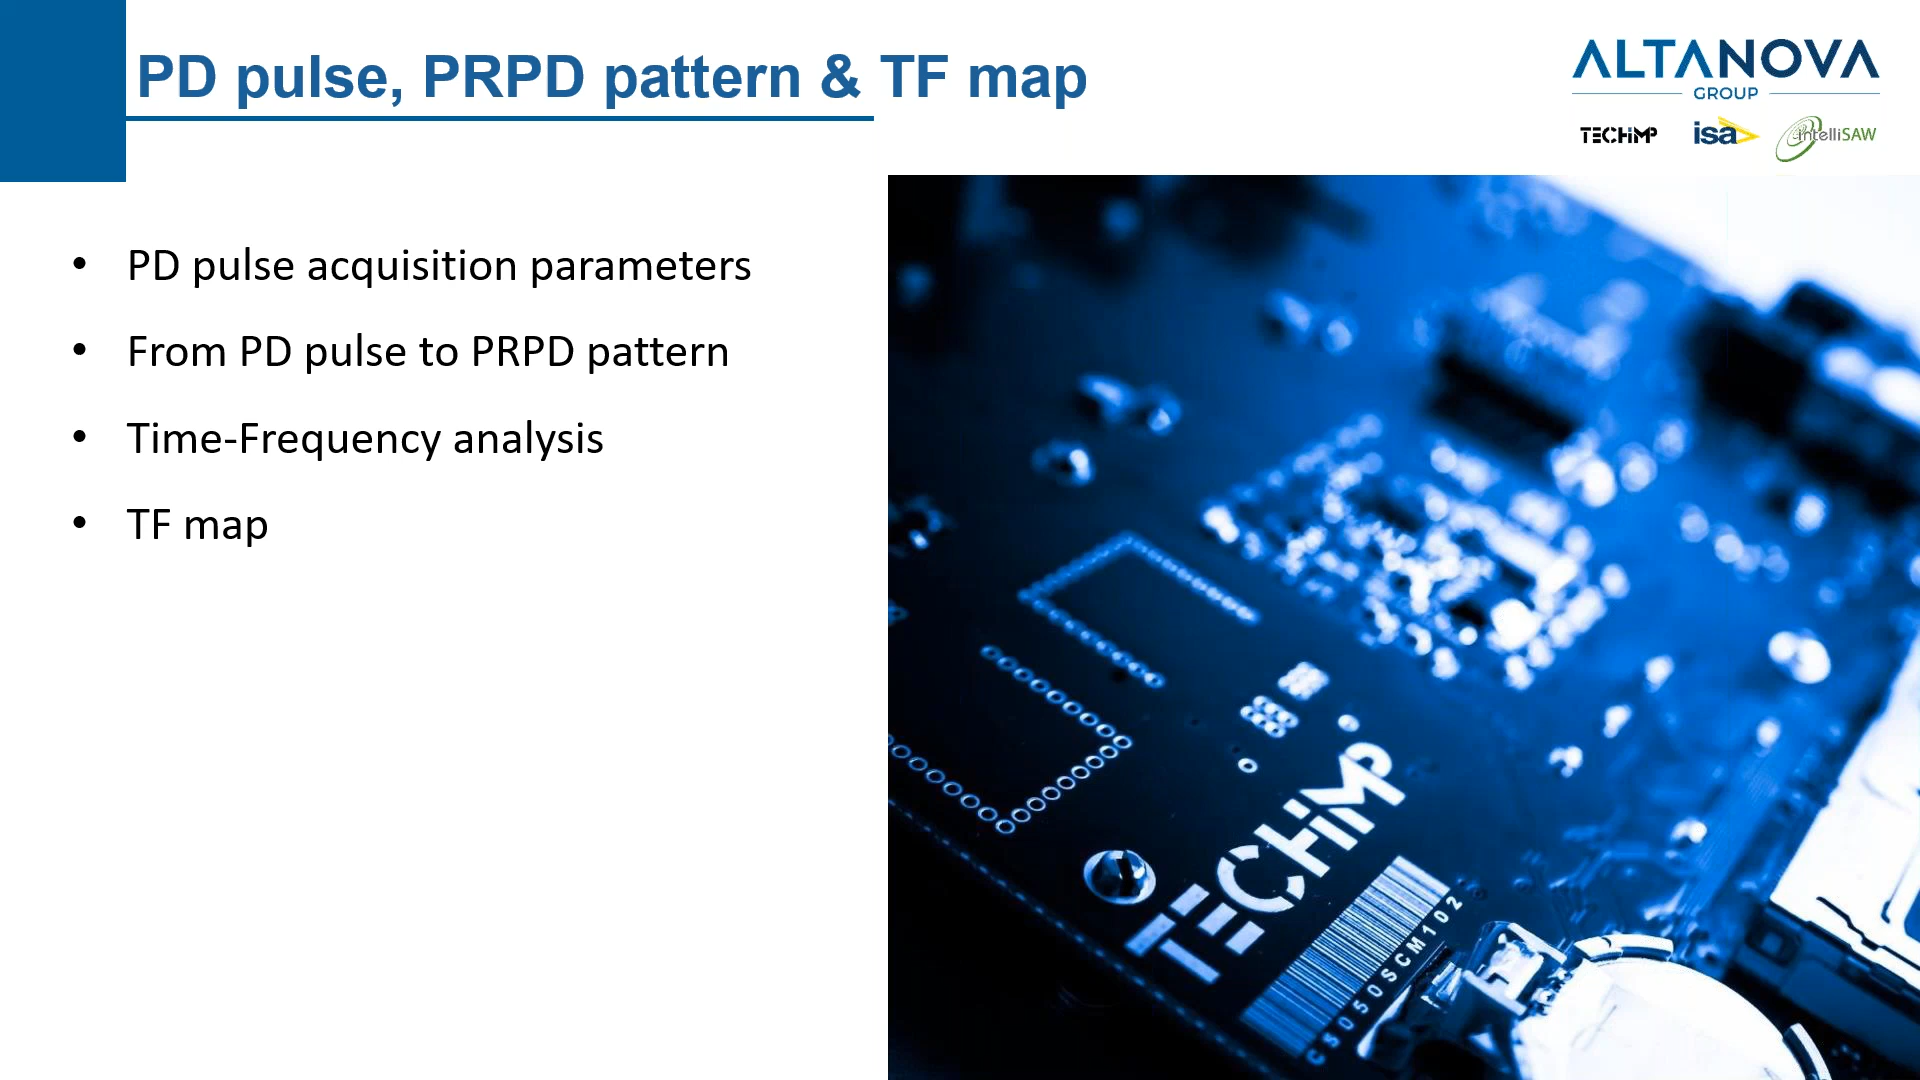 PD pulse, PRPD pattern & TF map
ALTANOVA
GROUP
TECHIMP
isa
intelliSAW
• PD pulse acquisition parameters
• From PD pulse to PRPD pattern
• Time-Frequency analysis
• TF map
TECHIMP
C5050SCM102